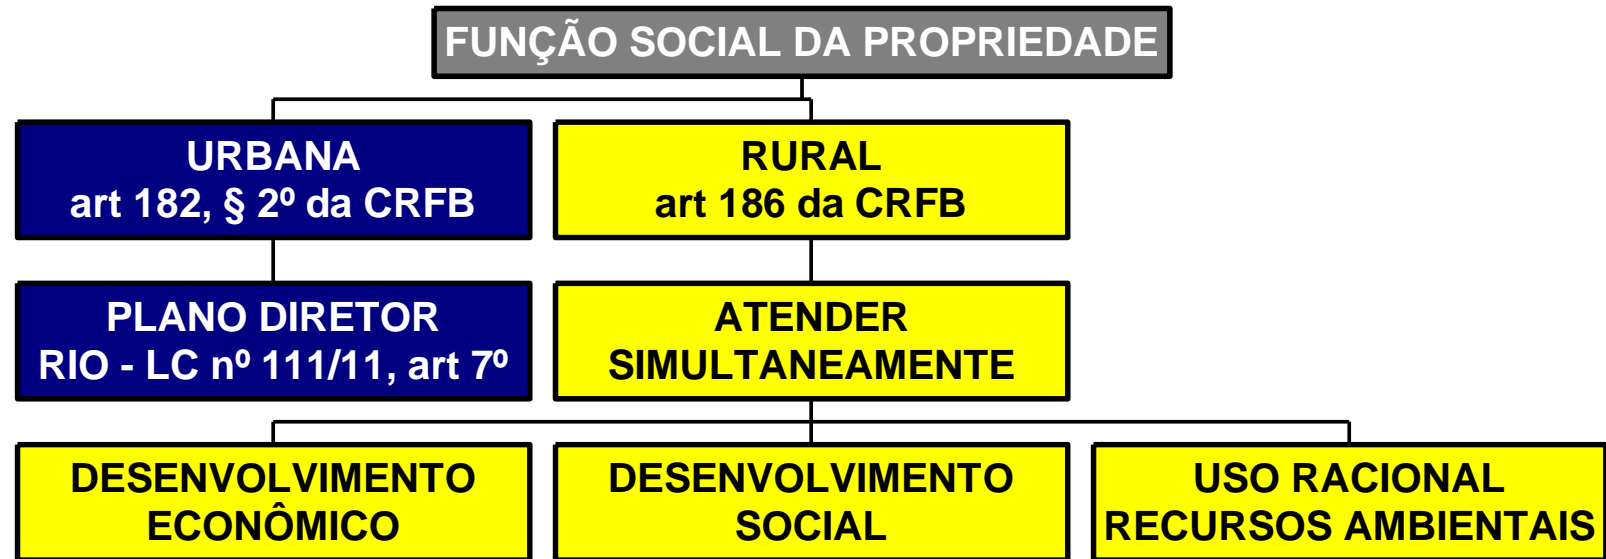 FUNÇÃO SOCIAL DA PROPRIEDADE
URBANA
art 182, § 2º da CRFB
RURAL
art 186 da CRFB
PLANO DIRETOR
RIO - LC nº 111/11, art 7º
ATENDER
SIMULTANEAMENTE
DESENVOLVIMENTO
ECONÔMICO
DESENVOLVIMENTO
SOCIAL
USO RACIONAL
RECURSOS AMBIENTAIS